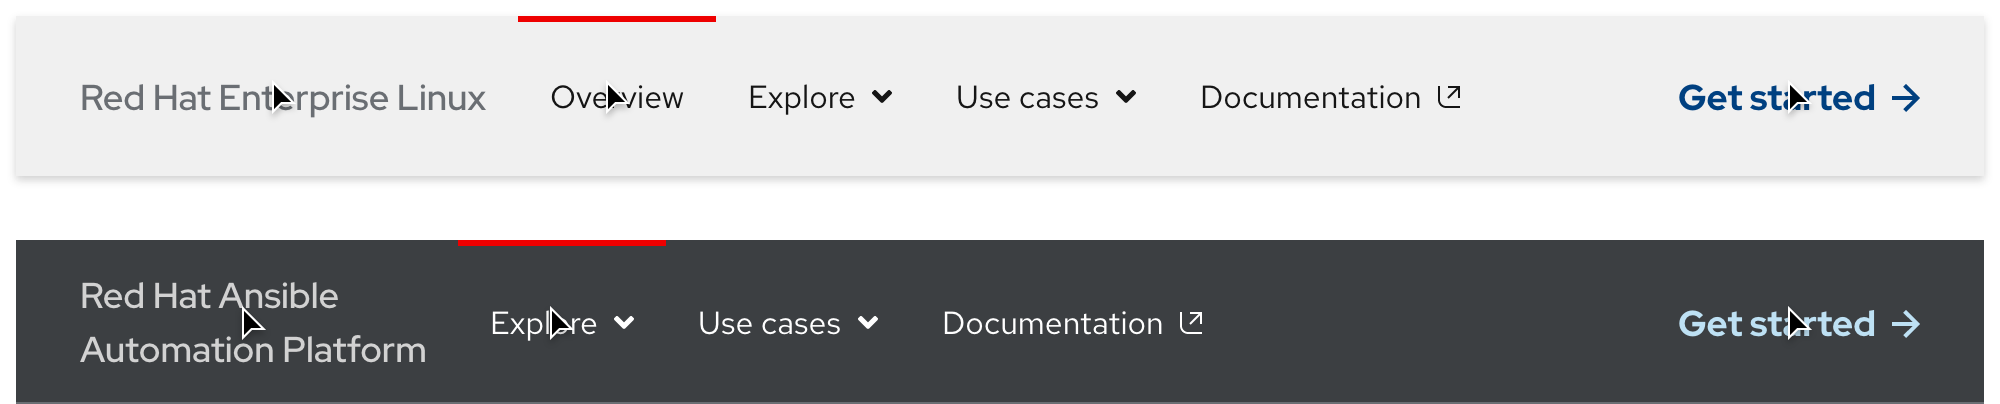 Red Hat Enterprise Linux Overview Explore Use cases Documentation Get started
Red Hat Ansible
Automation Platform
Explore Use cases Documentation Get started